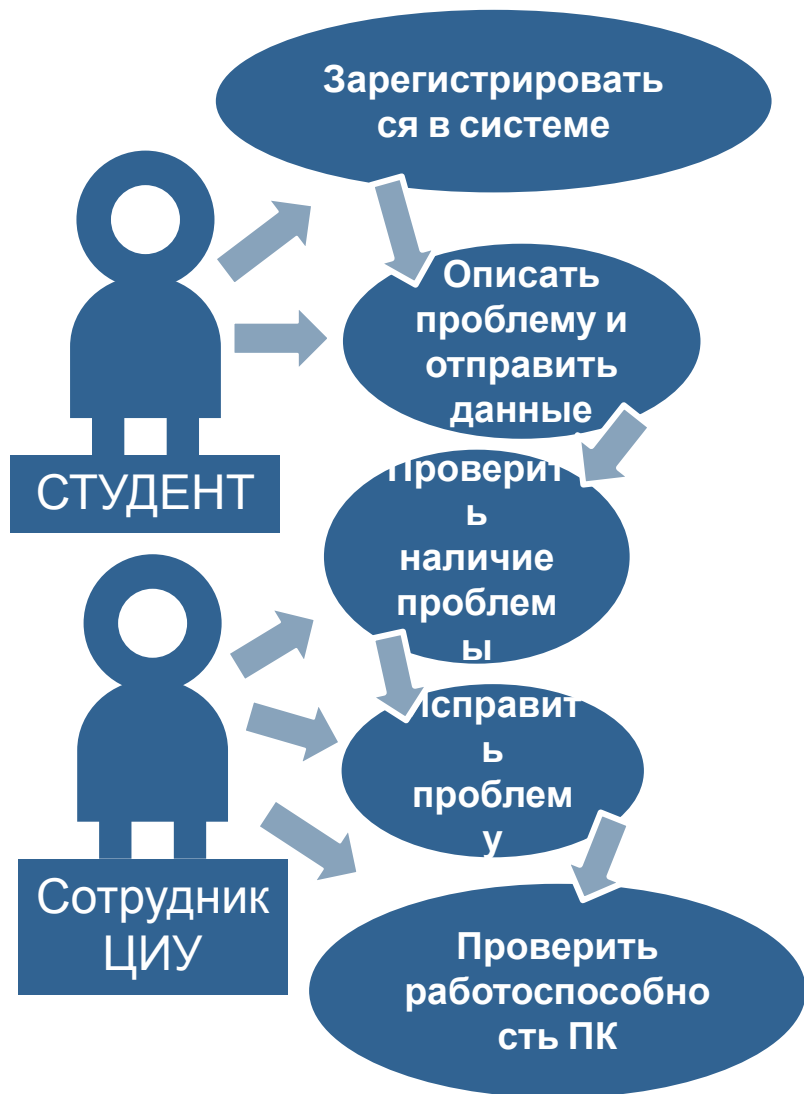 Зарегистрировать
ся в системе
Описать
проблему и
отправить
данные
СТУДЕНТ
Проверит
ь
наличие
проблем
ы
Исправит
ь
проблем
у
Сотрудник
ЦИУ
Проверить
работоспособно
сть ПК